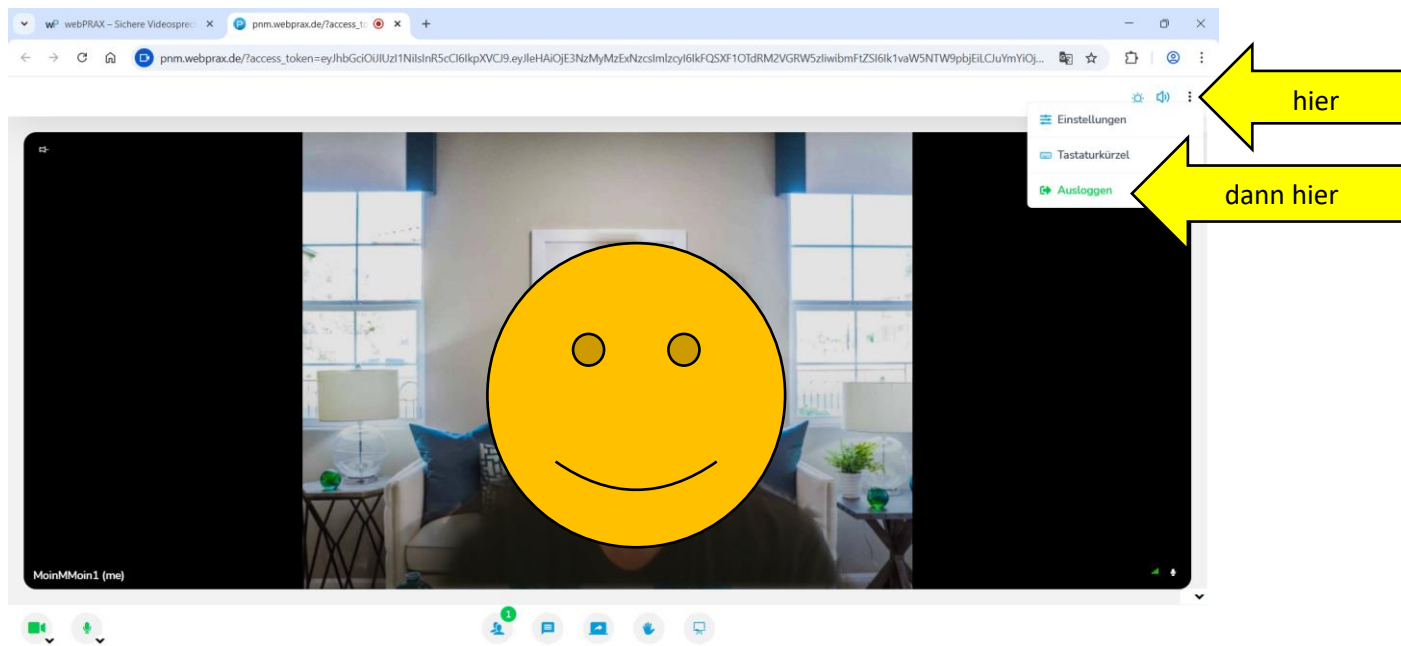 webPRAX – Sichere Videosprec
pnm.webprax.de/?access_to
pnm.webprax.de/?access_token=eyJhbGciOiJIUzI1NiIsInR5cCI6IkpXVCJ9.eyJleHAiOjE3NzMyMzExNzcsImlzcyI6IkFQSXF1OTdRM2VGRW5zIiwibmFtZSI6Ik1vaW5NTW9pbjEiLCJuYmYiOj...
hier
Einstellungen
Tastaturkürzel
Ausloggen
dann hier
MoinMMoin1 (me)
1